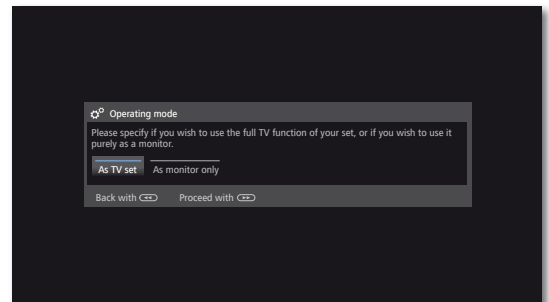 Operating mode
Please specify if you wish to use the full TV function of your set, or if you wish to use it
purely as a monitor.
As TV set As monitor only
Back with Proceed with